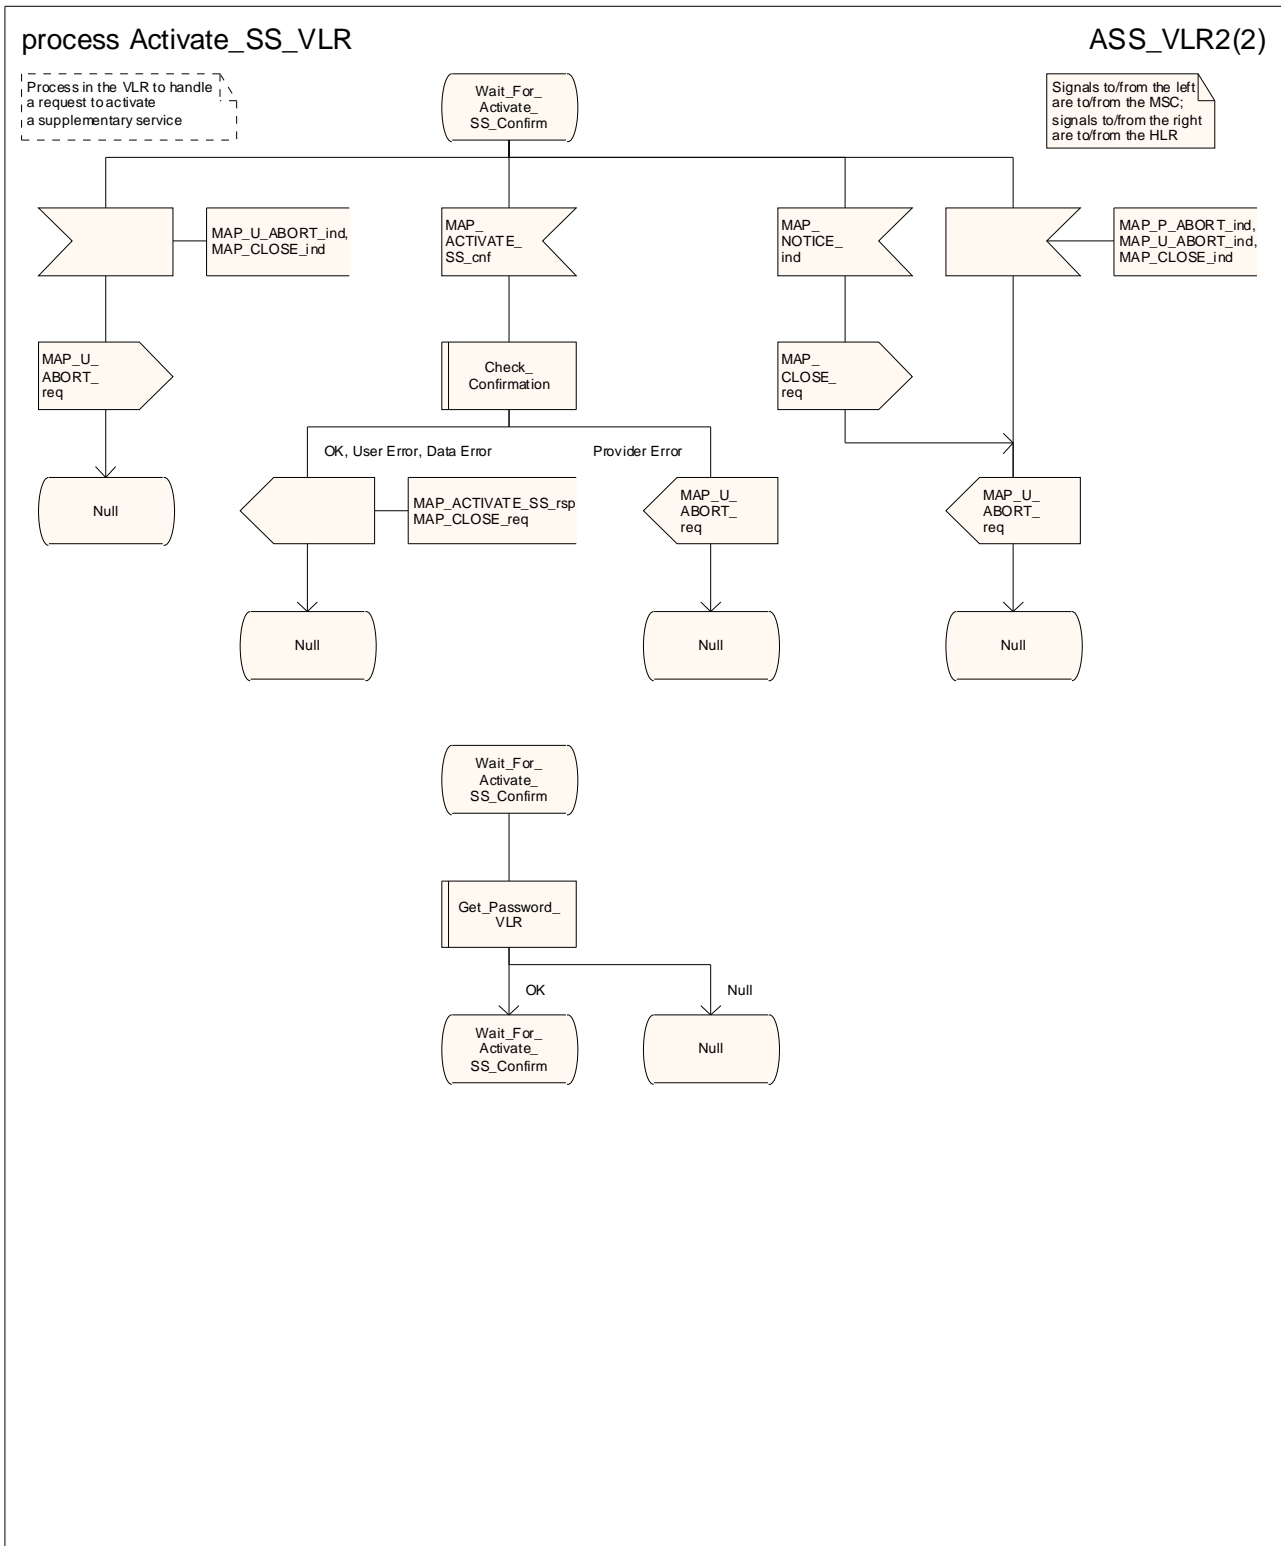 process Activate_SS_VLR
ASS_VLR2(2)
Process in the VLR to handle
a request to activate
a supplementary service
Wait_For_
Activate_
SS_Confirm
Signals to/from the left
are to/from the MSC;
signals to/from the right
are to/from the HLR
MAP_U_ABORT_ind,
MAP_CLOSE_ind
MAP_
ACTIVATE_
SS_cnf
MAP_
NOTICE_
ind
MAP_P_ABORT_ind,
MAP_U_ABORT_ind,
MAP_CLOSE_ind
MAP_U_
ABORT_
req
Check_
Confirmation
MAP_
CLOSE_
req
OK, User Error, Data Error
Provider Error
Null
MAP_ACTIVATE_SS_rsp
MAP_CLOSE_req
MAP_U_
ABORT_
req
MAP_U_
ABORT_
req
Null
Null
Null
Wait_For_
Activate_
SS_Confirm
Get_Password_
VLR
OK
Null
Wait_For_
Activate_
SS_Confirm
Null